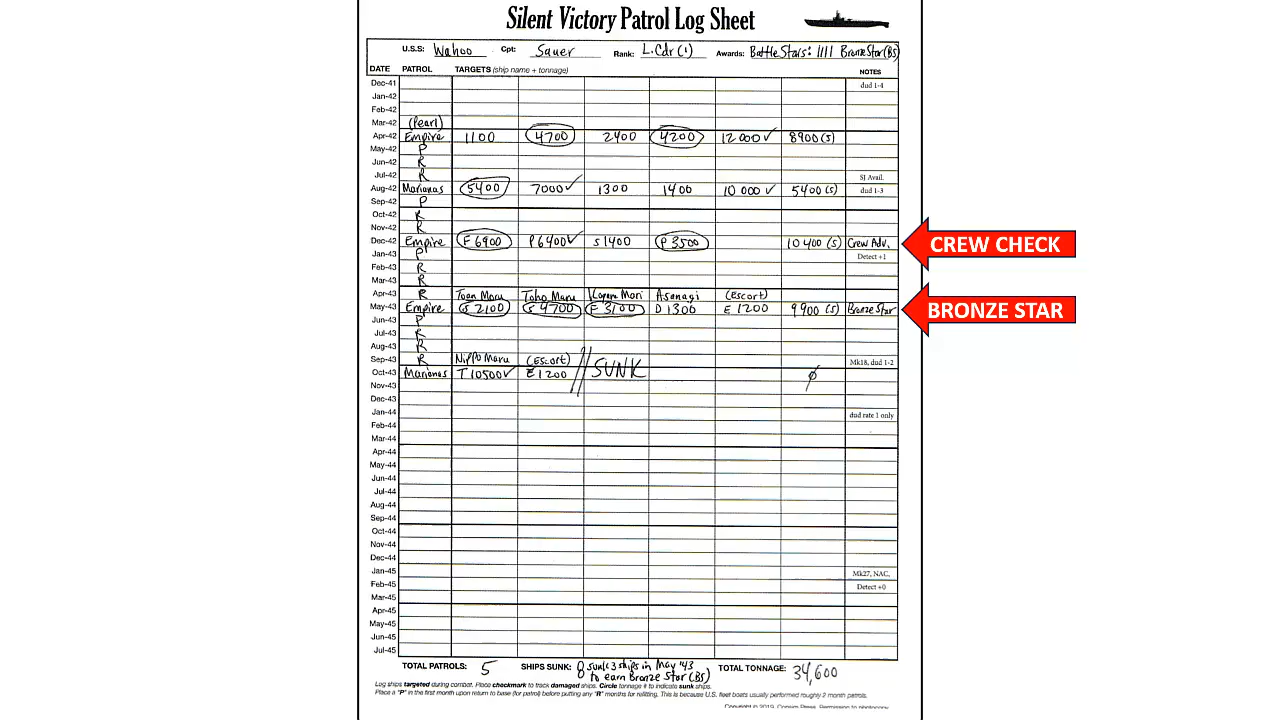 Silent Victory Patrol Log Sheet
U.S.S: Wahoo Cpt: Sauer Rank: L.Cdr (1) Awards: Battle Stars: 1111 Bronze Star (BS)
DATE PATROL TARGETS (ship name + tonnage) NOTES
Dec-41 dud 1-4
Jan-42
Feb-42
Mar-42 (Pearl)
Apr-42 Empire 1100 4700 2400 4200 12000 ✓ 8900 (s)
May-42 P
Jun-42 R
Jul-42 R SJ Avail.
Aug-42 Marianas 5400 7000 ✓ 1300 1400 10 000 ✓ 5400 (s) dud 1-3
Sep-42 P
Oct-42 R
Nov-42 R
Dec-42 Empire F 6900 P 6400 ✓ S 1400 P 3500 10 400 (s) Crew Adv. CREW CHECK
Jan-43 P Detect +1
Feb-43 R
Mar-43 R
Apr-43 R Toan Maru Toho Maru Asanagi (Escort)
May-43 Empire 2100 4700 F 3100 D 1300 E 1200 9900 (s) Bronze Star BRONZE STAR
Jun-43 P
Jul-43 R
Aug-43 R
Sep-43 R Nippo Maru (Escort) Mk18, dud 1-2
Oct-43 Marianas T 10500 ✓ E 1200 // SUNK ∅
Nov-43
Dec-43
Jan-44 dud rate 1 only
Feb-44
Mar-44
Apr-44
May-44
Jun-44
Jul-44
Aug-44
Sep-44
Oct-44
Nov-44
Dec-44
Jan-45 Mk27, NAC,
Feb-45 Detect +0
Mar-45
Apr-45
May-45
Jun-45
Jul-45
TOTAL PATROLS: 5 SHIPS SUNK: 8 sunk 3 ships in May '43 TOTAL TONNAGE: 34,600
to earn Bronze Star (BS)
Log ships targeted during combat. Place checkmark to track damaged ships. Circle tonnage # to indicate sunk ships.
Place a "P" in the first month upon return to base (for patrol) before putting any "R" months for refitting. This is because U.S. fleet boats usually performed roughly 2 month patrols.
Copyright © 2019, Consim Press. Permission to photocopy